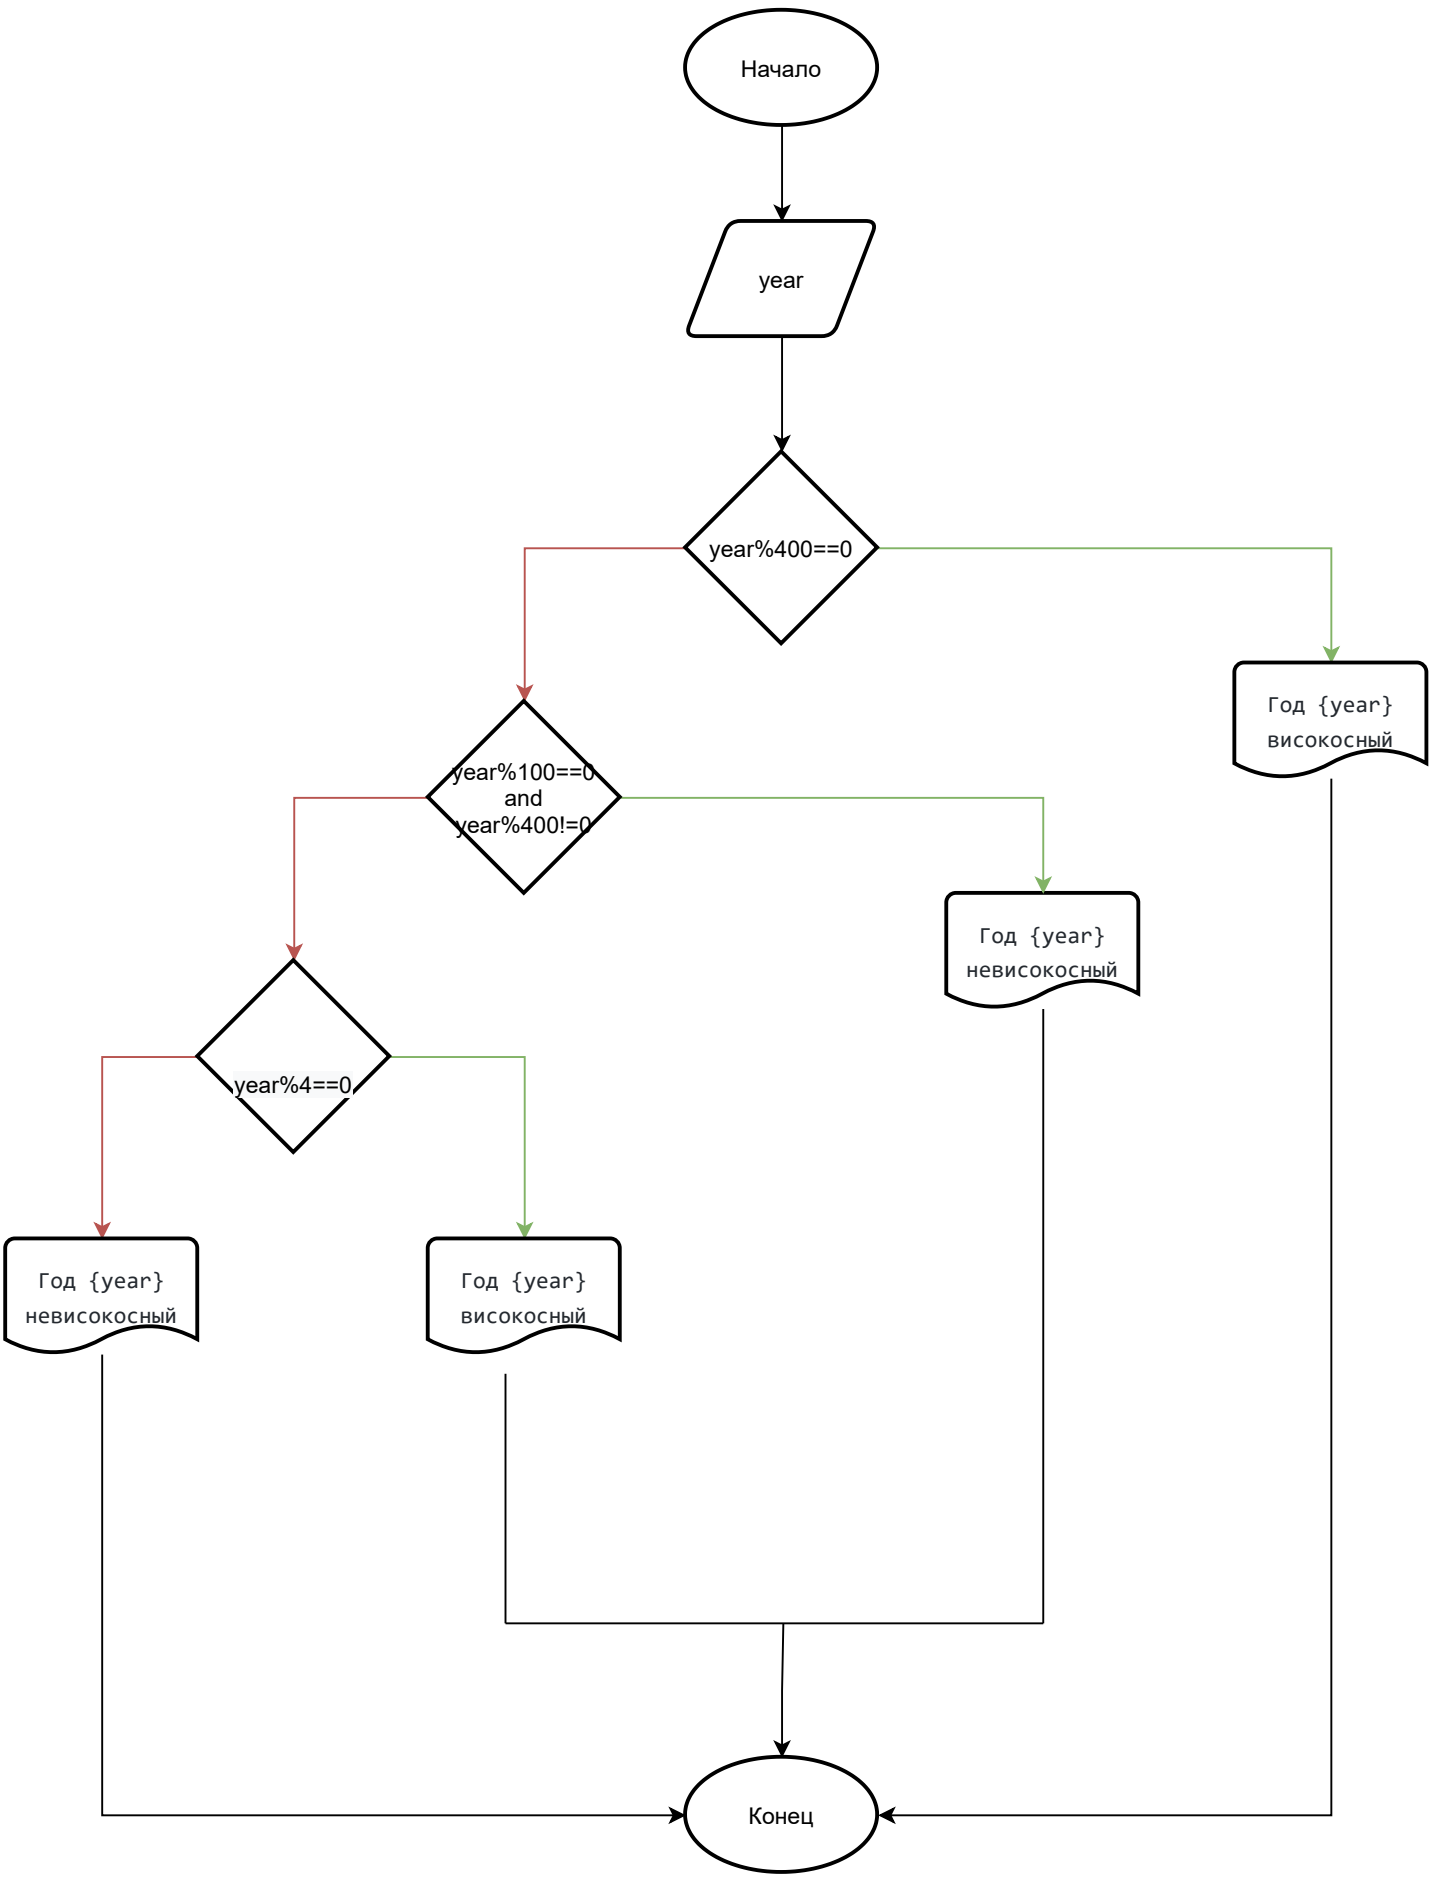 Начало
year
year%400==0
Год {year}
високосный
year%100==0
and
year%400!=0
Год {year}
невисокосный
year%4==0
Год {year}
невисокосный
Год {year}
високосный
Конец